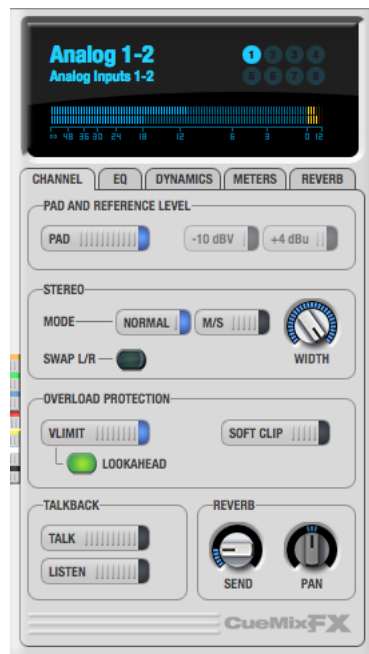 Analog 1-2
Analog Inputs 1-2
1 2 3 4
5 6 7 8
∞ 48 36 30 24 18 12 6 3 0 12
CHANNEL EQ DYNAMICS METERS REVERB
PAD AND REFERENCE LEVEL
PAD -10 dBV +4 dBu
STEREO
MODE NORMAL M/S
SWAP L/R WIDTH
OVERLOAD PROTECTION
VLIMIT SOFT CLIP
LOOKAHEAD
TALKBACK REVERB
TALK
LISTEN
SEND PAN
CueMixFX